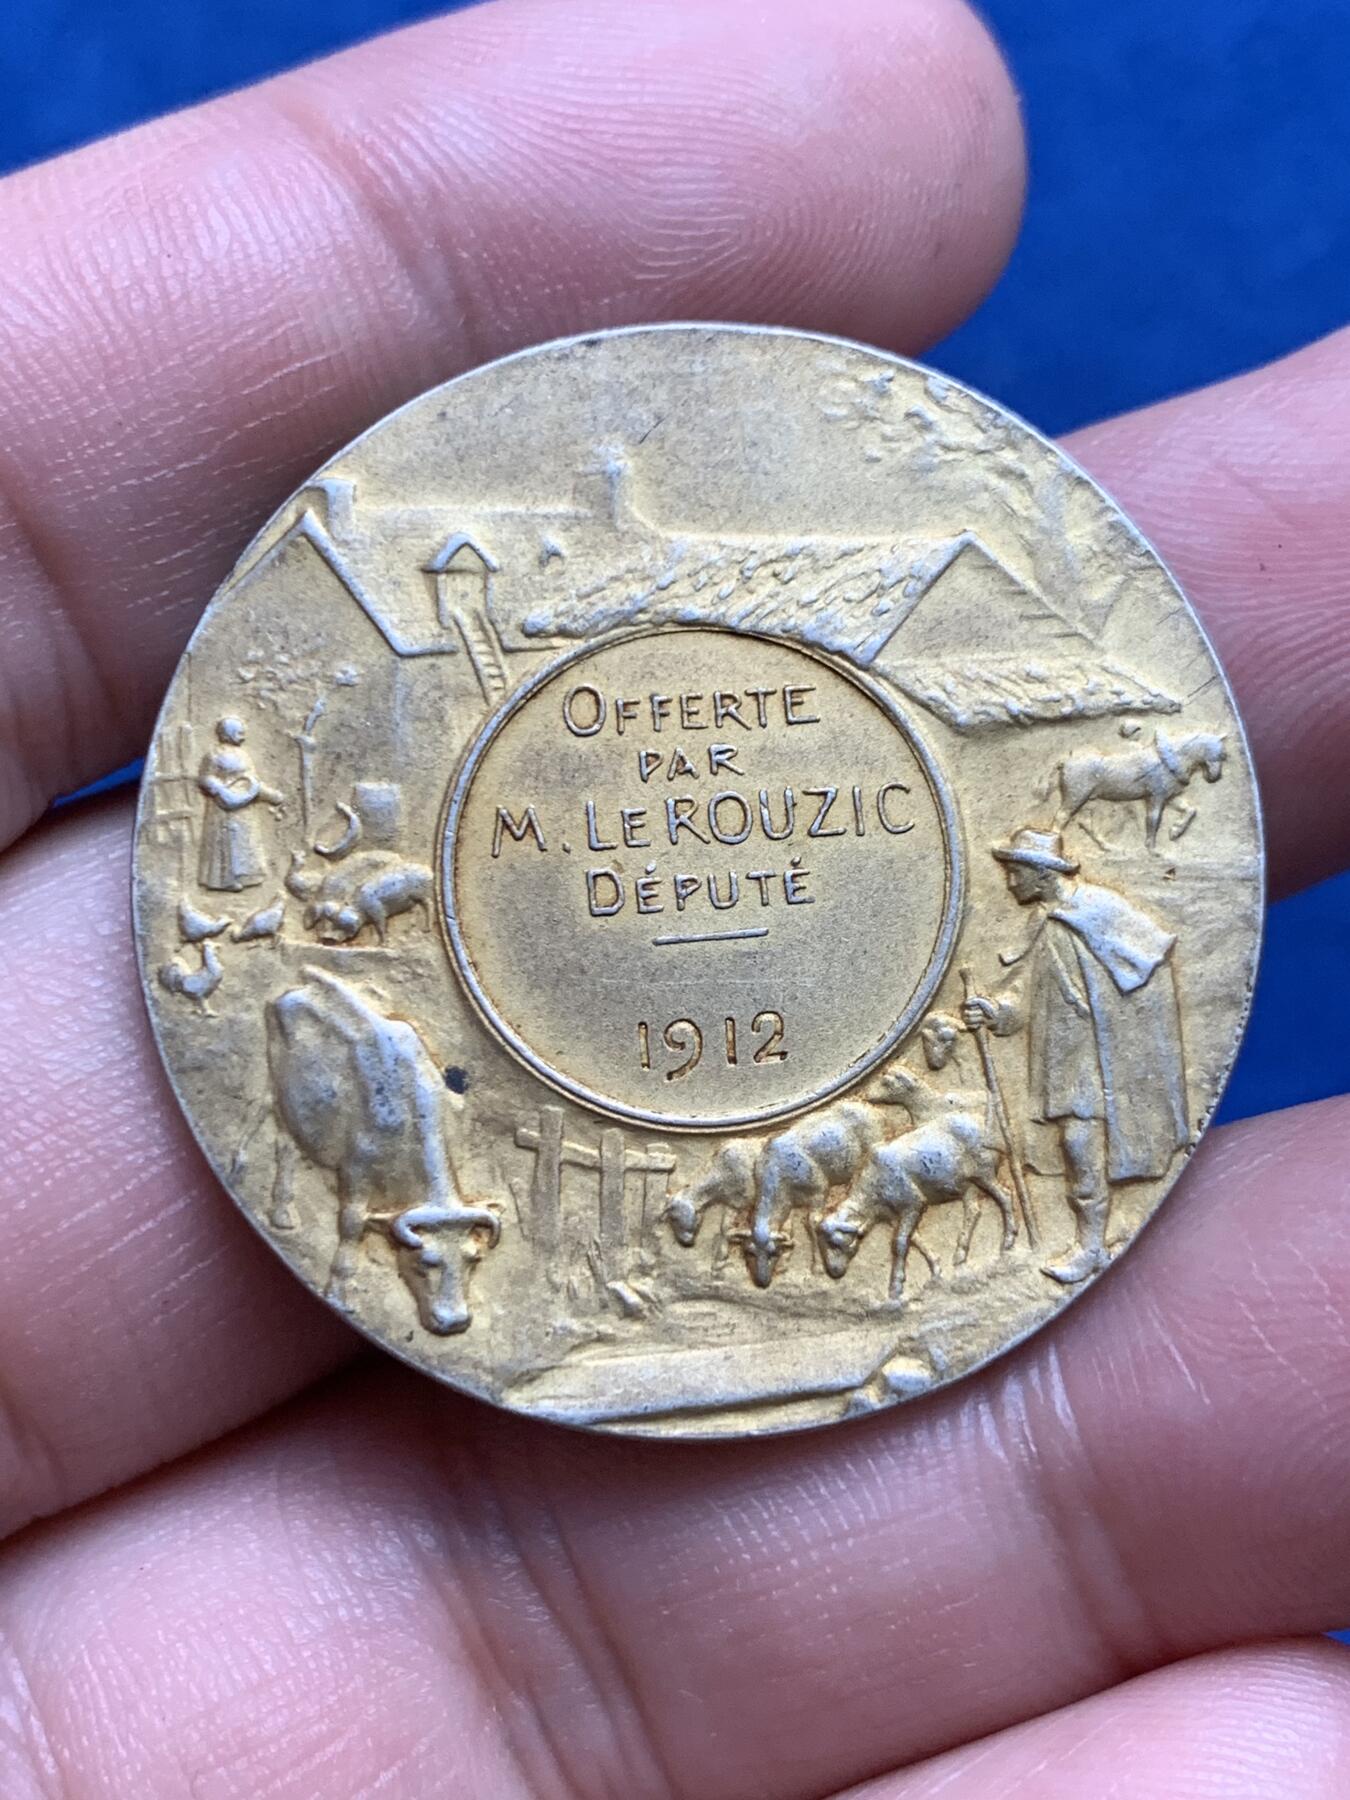 OFFERTE
PAR
M. LE ROUZIC
DÉPUTÉ
1912